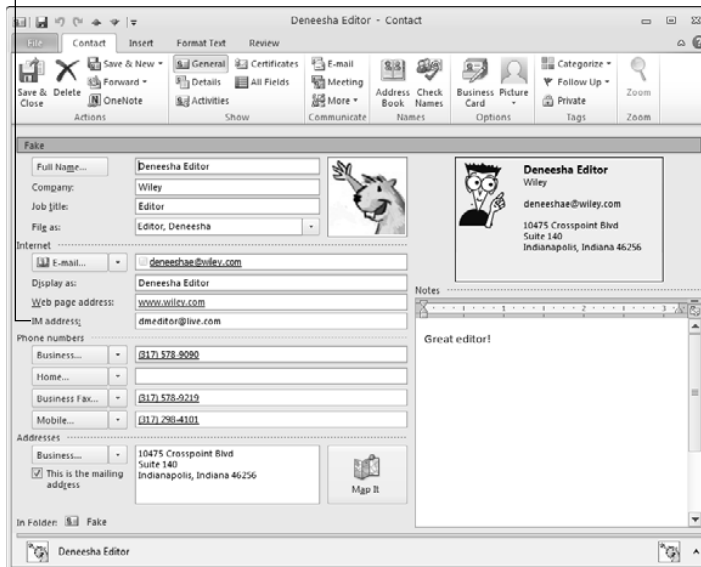 Deneesha Editor - Contact
File Contact Insert Format Text Review
Save & Close
Delete
Save & New
Forward
OneNote
Actions
General
Details
Activities
Certificates
All Fields
Show
E-mail
Meeting
More
Communicate
Address Book
Check Names
Names
Business Card
Picture
Options
Categorize
Follow Up
Private
Tags
Zoom
Zoom
Fake
Full Name... Deneesha Editor
Company: Wiley
Job title: Editor
File as: Editor, Deneesha
Internet
E-mail... deneeshae@wiley.com
Display as: Deneesha Editor
Web page address: www.wiley.com
IM address: dmeditor@live.com
Phone numbers
Business... (317) 578-9090
Home...
Business Fax... (317) 578-9219
Mobile... (317) 298-4101
Addresses
Business... 10475 Crosspoint Blvd
Suite 140
Indianapolis, Indiana 46256
This is the mailing address
Map It
Deneesha Editor
Wiley
deneeshae@wiley.com
10475 Crosspoint Blvd
Suite 140
Indianapolis, Indiana 46256
Notes
1 2 3
Great editor!
In Folder: Fake
Deneesha Editor